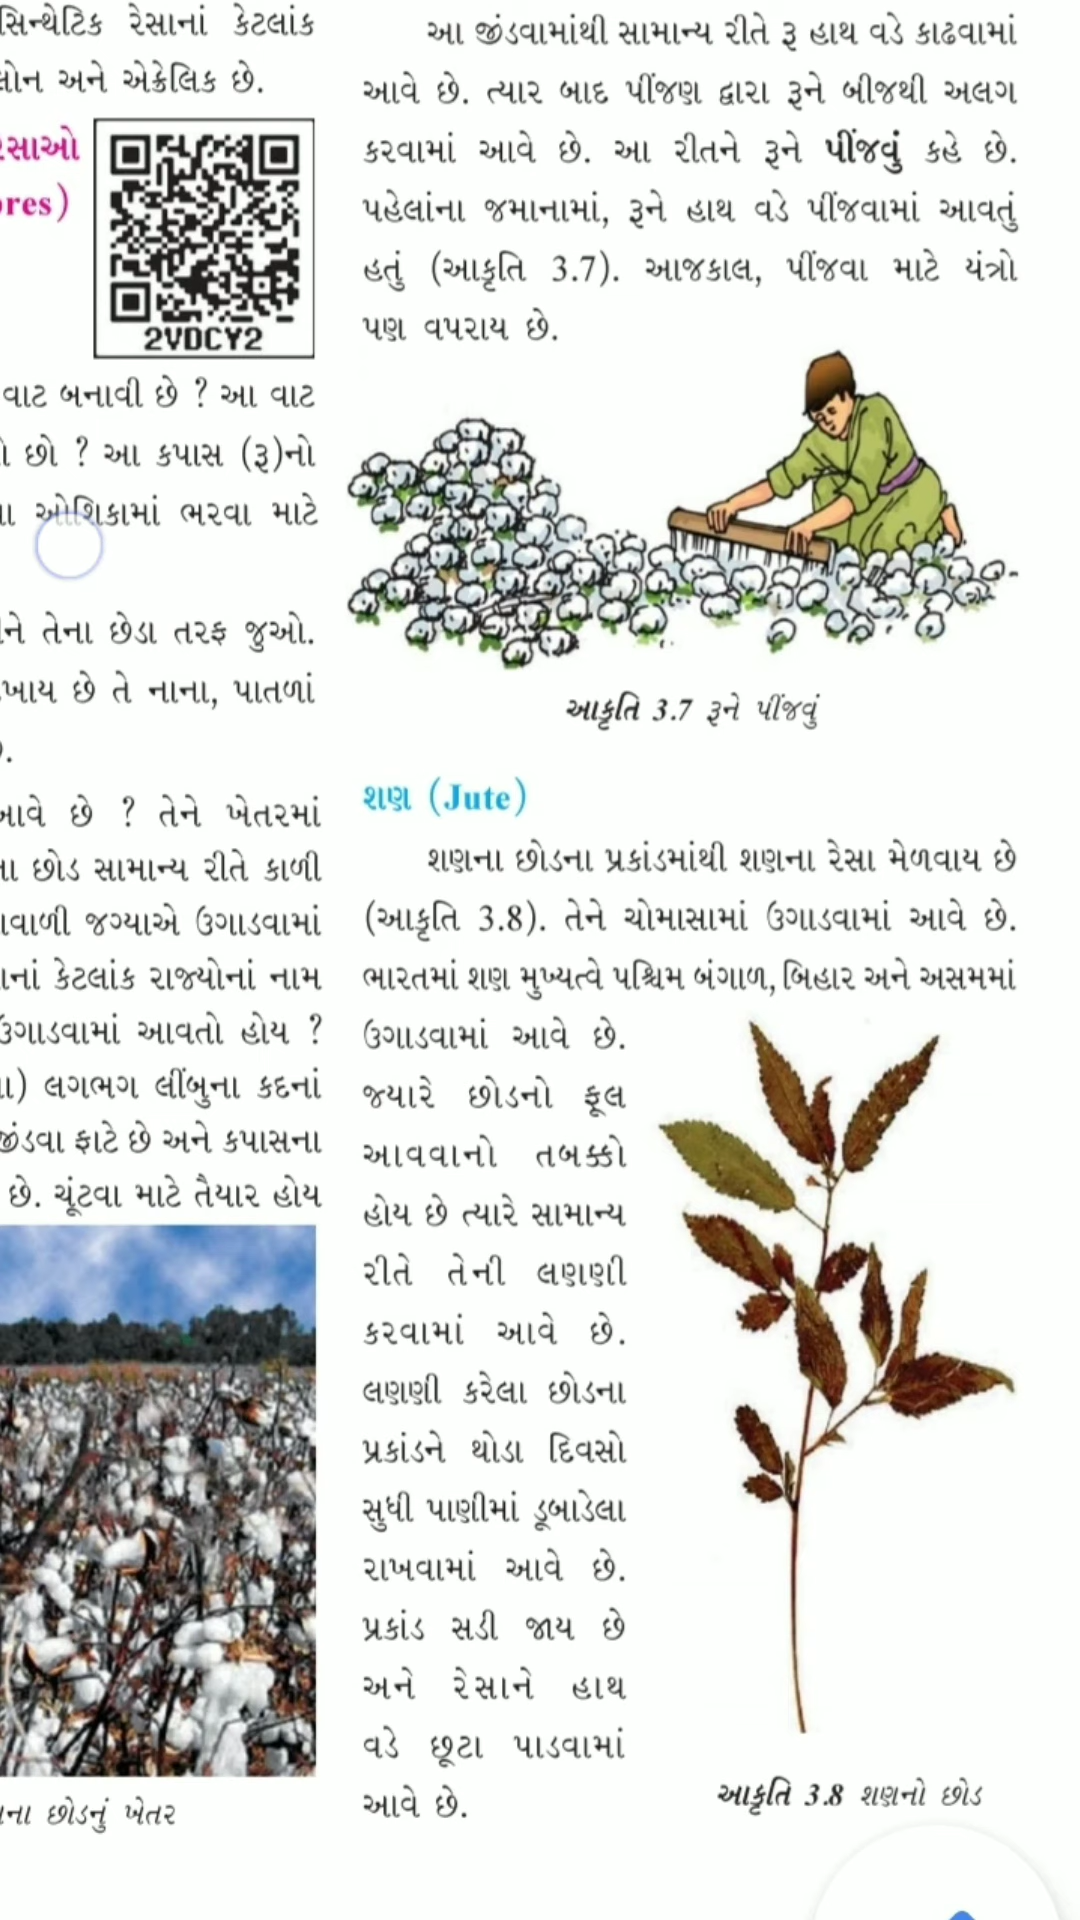 સિન્થેટિક રેસાનાં કેટલાંક
અને એક્રેલિક છે.
2VDCY2
વાટ બનાવી છે ? આ વાટ
છો ? આ કપાસ (રૂ)નો
ઓશિકામાં ભરવા માટે
તેના છેડા તરફ જુઓ.
છે તે નાના, પાતળાં
છે ? તેને ખેતરમાં
છોડ સામાન્ય રીતે કાળી
જગ્યાએ ઉગાડવામાં
કેટલાંક રાજ્યોનાં નામ
ઉગાડવામાં આવતો હોય ?
લગભગ લીંબુના કદનાં
જીંડવા ફાટે છે અને કપાસના
છે. ચૂંટવા માટે તૈયાર હોય
છોડનું ખેતર
આ જીંડવામાંથી સામાન્ય રીતે રૂ હાથ વડે કાઢવામાં
આવે છે. ત્યાર બાદ પીંજણ દ્વારા રૂને બીજથી અલગ
કરવામાં આવે છે. આ રીતને રૂને પીંજવું કહે છે.
પહેલાંના જમાનામાં, રૂને હાથ વડે પીંજવામાં આવતું
હતું (આકૃતિ 3.7). આજકાલ, પીંજવા માટે યંત્રો
પણ વપરાય છે.
આકૃતિ 3.7 રૂને પીંજવું
શણ (Jute)
શણના છોડના પ્રકાંડમાંથી શણના રેસા મેળવાય છે
(આકૃતિ 3.8). તેને ચોમાસામાં ઉગાડવામાં આવે છે.
ભારતમાં શણ મુખ્યત્વે પશ્ચિમ બંગાળ, બિહાર અને અસમમાં
ઉગાડવામાં આવે છે.
જ્યારે છોડનો ફૂલ
આવવાનો તબક્કો
હોય છે ત્યારે સામાન્ય
રીતે તેની લણણી
કરવામાં આવે છે.
લણણી કરેલા છોડના
પ્રકાંડને થોડા દિવસો
સુધી પાણીમાં ડૂબાડેલા
રાખવામાં આવે છે.
પ્રકાંડ સડી જાય છે
અને રેસાને હાથ
વડે છૂટા પાડવામાં
આવે છે.
આકૃતિ 3.8 શણનો છોડ